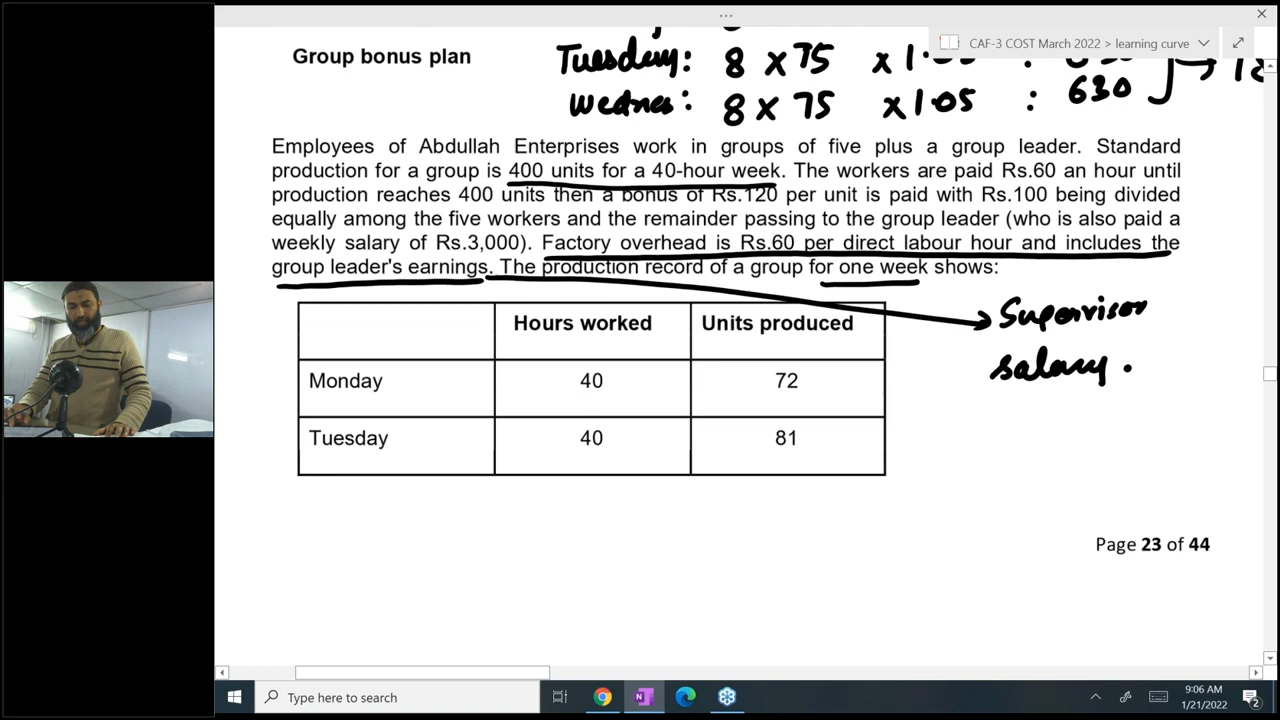 CAF-3 COST March 2022 > learning curve
Group bonus plan
Tuesday: 8 x 75 x
Wednes: 8 x 75 x 1.05 : 630
Employees of Abdullah Enterprises work in groups of five plus a group leader. Standard
production for a group is 400 units for a 40-hour week. The workers are paid Rs.60 an hour until
production reaches 400 units then a bonus of Rs.120 per unit is paid with Rs.100 being divided
equally among the five workers and the remainder passing to the group leader (who is also paid a
weekly salary of Rs.3,000). Factory overhead is Rs.60 per direct labour hour and includes the
group leader's earnings. The production record of a group for one week shows:
Supervisor
salary.
Hours worked Units produced
Monday 40 72
Tuesday 40 81
Page 23 of 44
Type here to search
9:06 AM
1/21/2022
2